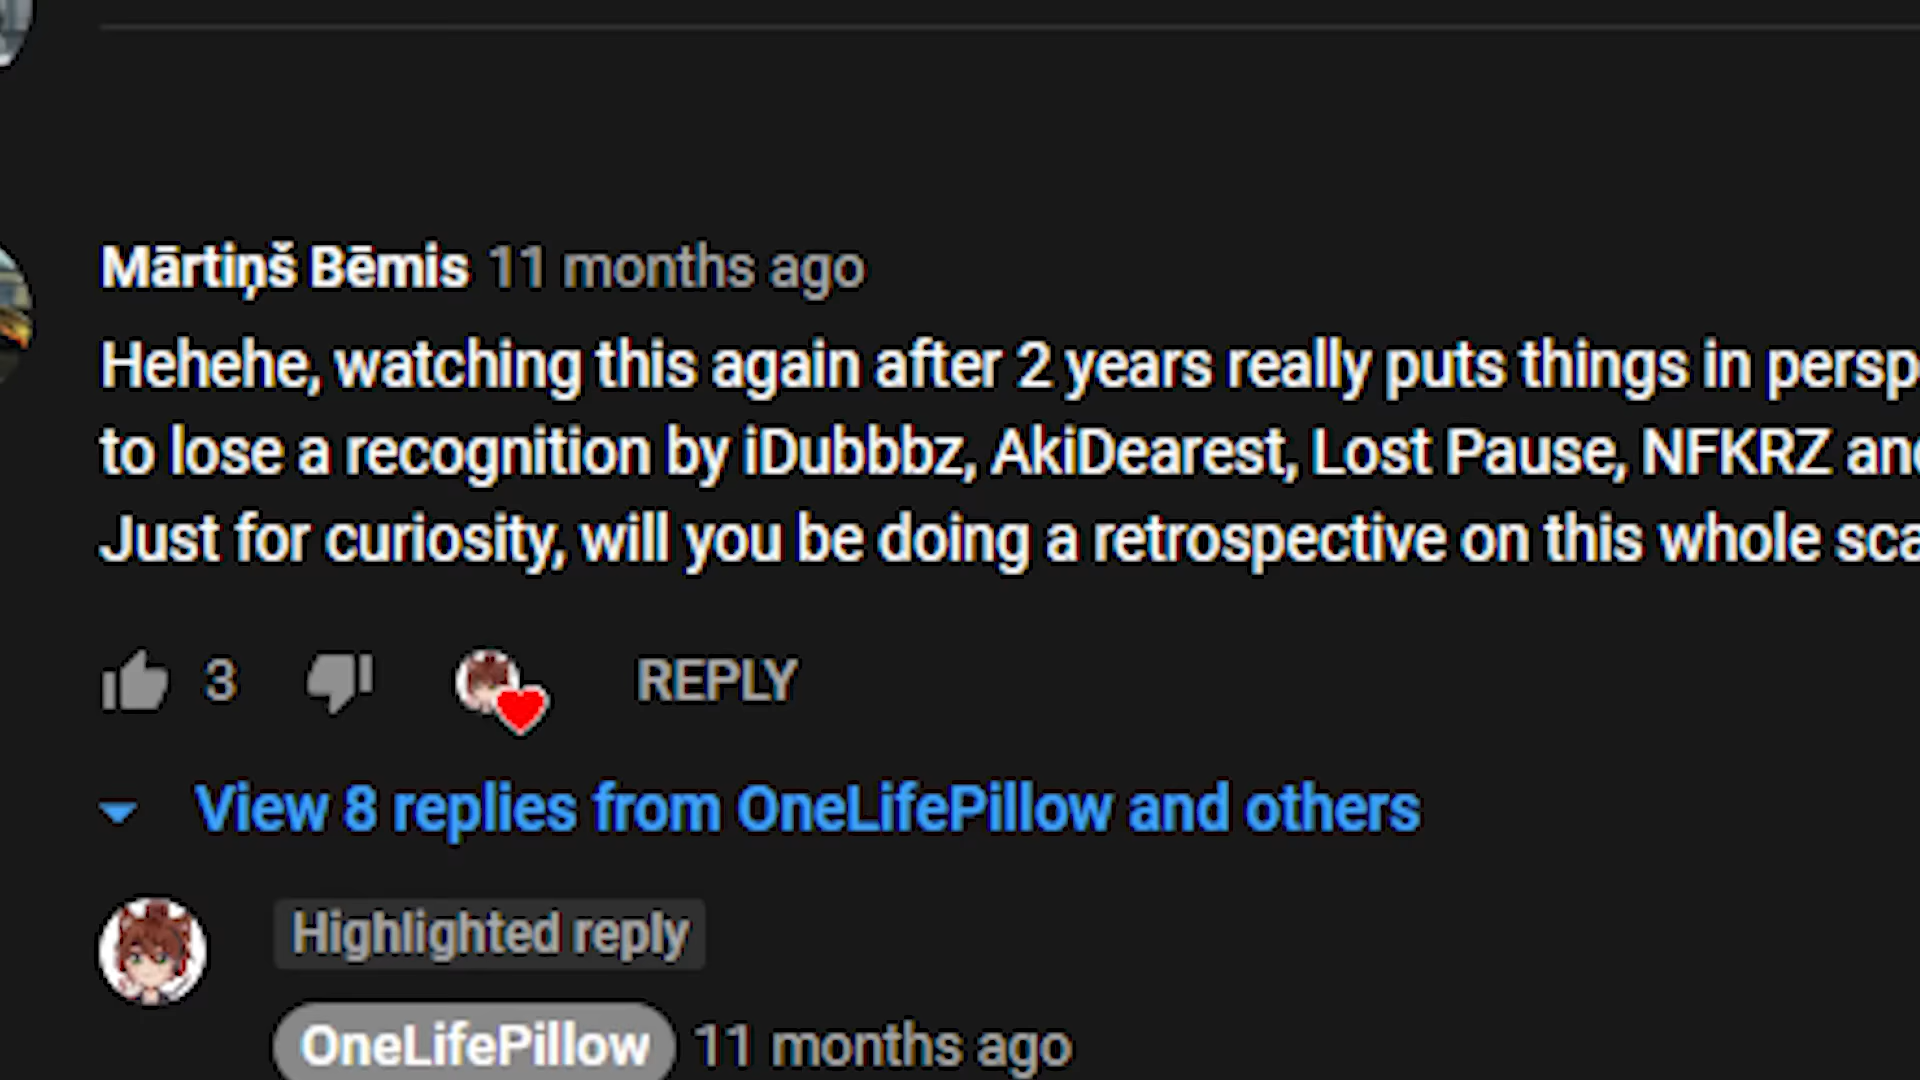 Mārtiņš Bēmis 11 months ago
Hehehe, watching this again after 2 years really puts things in persp
to lose a recognition by iDubbbz, AkiDearest, Lost Pause, NFKRZ and
Just for curiosity, will you be doing a retrospective on this whole sca
3 REPLY
View 8 replies from OneLifePillow and others
Highlighted reply
OneLifePillow 11 months ago